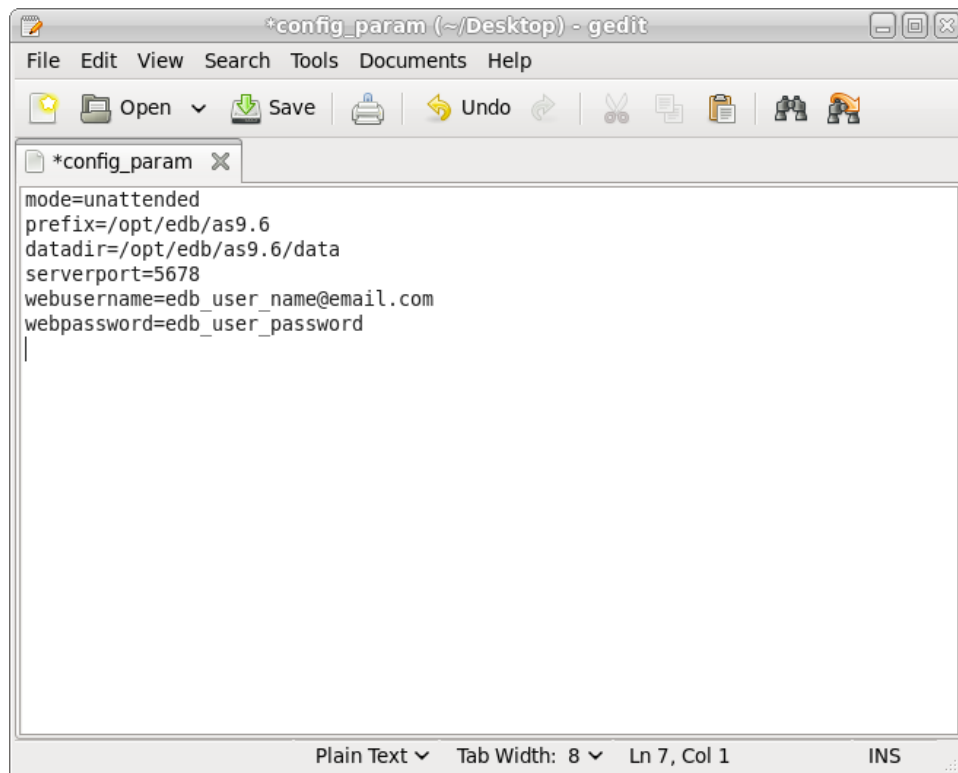 *config_param (~/Desktop) - gedit
File Edit View Search Tools Documents Help
Open Save Undo
*config_param
mode=unattended
prefix=/opt/edb/as9.6
datadir=/opt/edb/as9.6/data
serverport=5678
webusername=edb_user_name@email.com
webpassword=edb_user_password
Plain Text Tab Width: 8 Ln 7, Col 1 INS